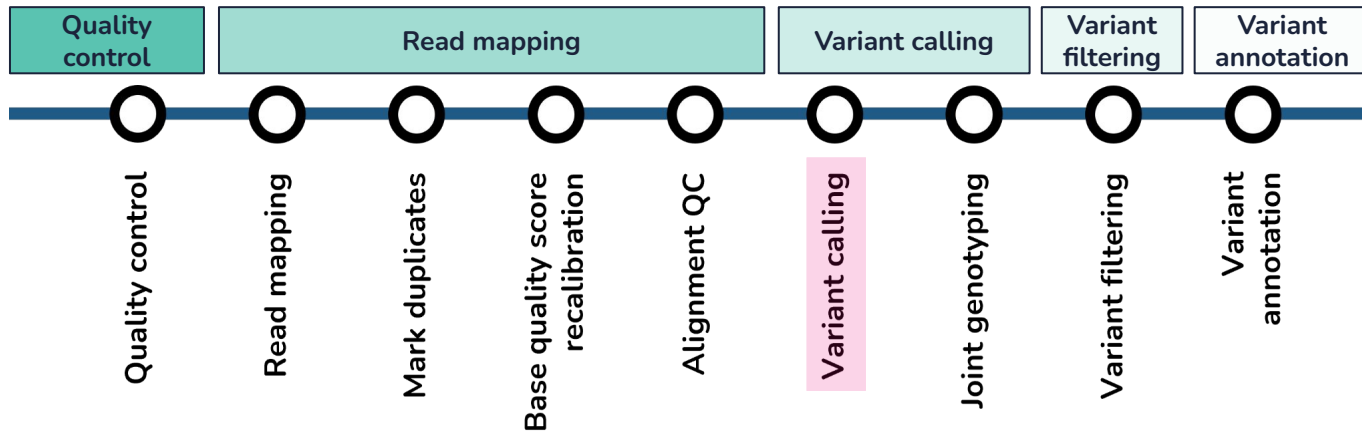 Quality
control
Read mapping
Variant calling
Variant
filtering
Variant
annotation
Quality control
Read mapping
Mark duplicates
Base quality score
recalibration
Alignment QC
Variant calling
Joint genotyping
Variant filtering
Variant
annotation